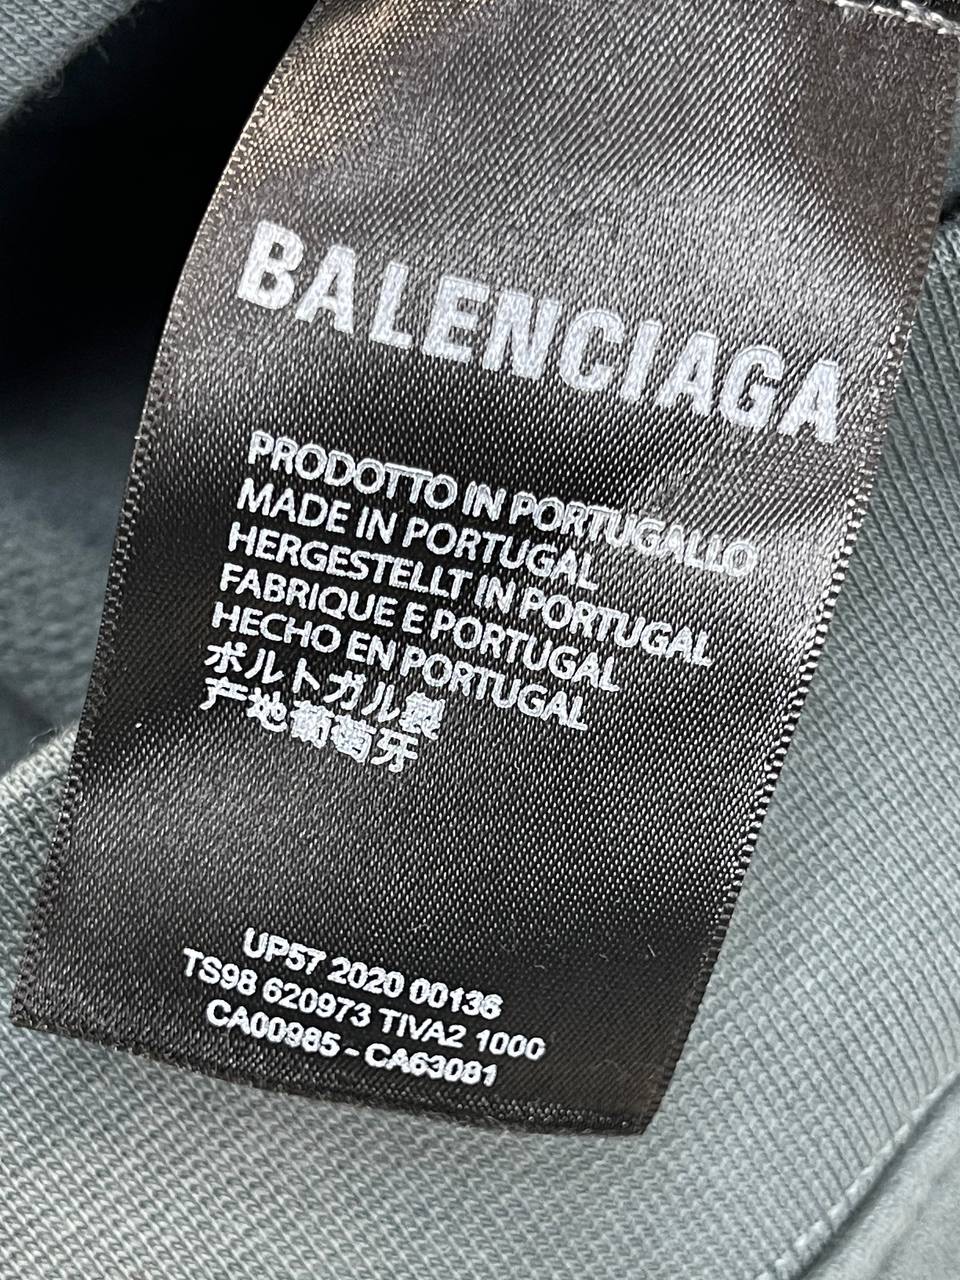 BALENCIAGA
PRODOTTO IN PORTUGALLO
MADE IN PORTUGAL
HERGESTELLT IN PORTUGAL
FABRIQUE E PORTUGAL
HECHO EN PORTUGAL
ポルトガル製
产地葡萄牙
UP57 2020 00136
TS98 620973 TIVA2 1000
CA00985 - CA63081